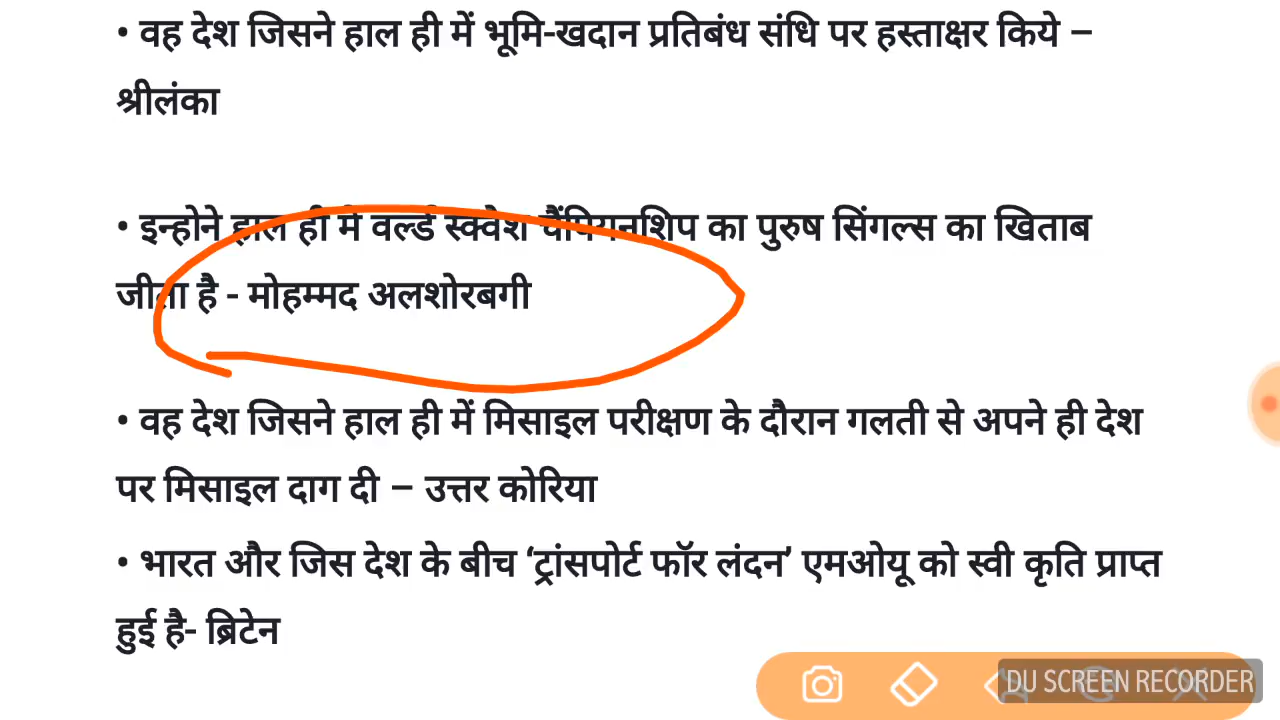 • वह देश जिसने हाल ही में भूमि-खदान प्रतिबंध संधि पर हस्ताक्षर किये –
श्रीलंका
• इन्होने हाल ही में वर्ल्ड स्क्वैश चैंपियनशिप का पुरुष सिंगल्स का खिताब
जीता है - मोहम्मद अलशोरबगी
• वह देश जिसने हाल ही में मिसाइल परीक्षण के दौरान गलती से अपने ही देश
पर मिसाइल दाग दी – उत्तर कोरिया
• भारत और जिस देश के बीच ‘ट्रांसपोर्ट फॉर लंदन’ एमओयू को स्वी कृति प्राप्त
हुई है- ब्रिटेन
DU SCREEN RECORDER